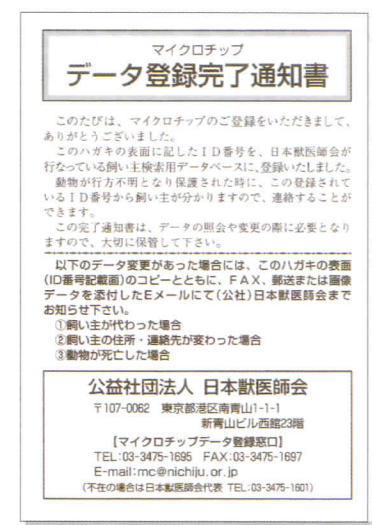 マイクロチップ
データ登録完了通知書
このたびは、マイクロチップのご登録をいただきまして、
ありがとうございました。
このハガキの表面に記したＩＤ番号を、日本獣医師会が
行なっている飼い主検索用データベースに、登録いたしました。
動物が行方不明となり保護された時に、この登録されて
いるＩＤ番号から飼い主が分かりますので、連絡することが
できます。
この完了通知書は、データの照会や変更の際に必要となり
ますので、大切に保管して下さい。
以下のデータ変更があった場合には、このハガキの表面
(ID番号記載面)のコピーとともに、ＦＡＸ、郵送または画像
データを添付したEメールにて(公社)日本獣医師会まで
お知らせ下さい。
①飼い主が代わった場合
②飼い主の住所・連絡先が変わった場合
③動物が死亡した場合
公益社団法人 日本獣医師会
〒107-0062 東京都港区南青山1-1-1
新青山ビル西館23階
【マイクロチップデータ登録窓口】
TEL:03-3475-1695 FAX:03-3475-1697
E-mail:mc@nichiju.or.jp
(不在の場合は日本獣医師会代表 TEL:03-3475-1601)